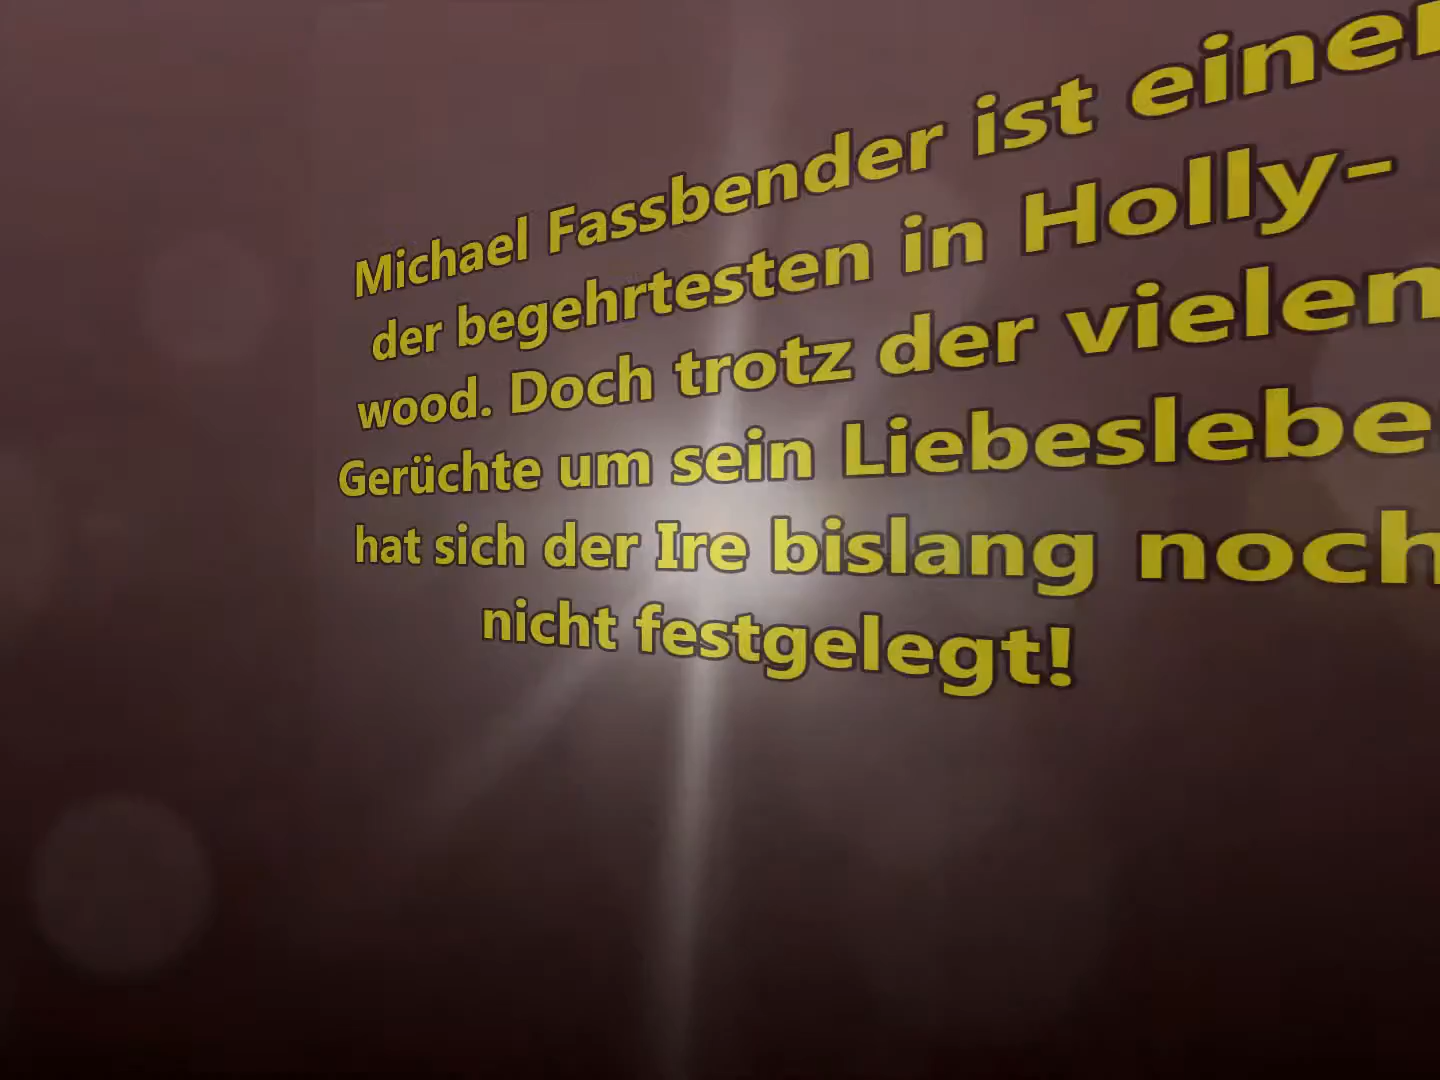 Michael Fassbender ist einer
der begehrtesten in Holly-
wood. Doch trotz der vielen
Gerüchte um sein Liebesleben
hat sich der Ire bislang noch
nicht festgelegt!